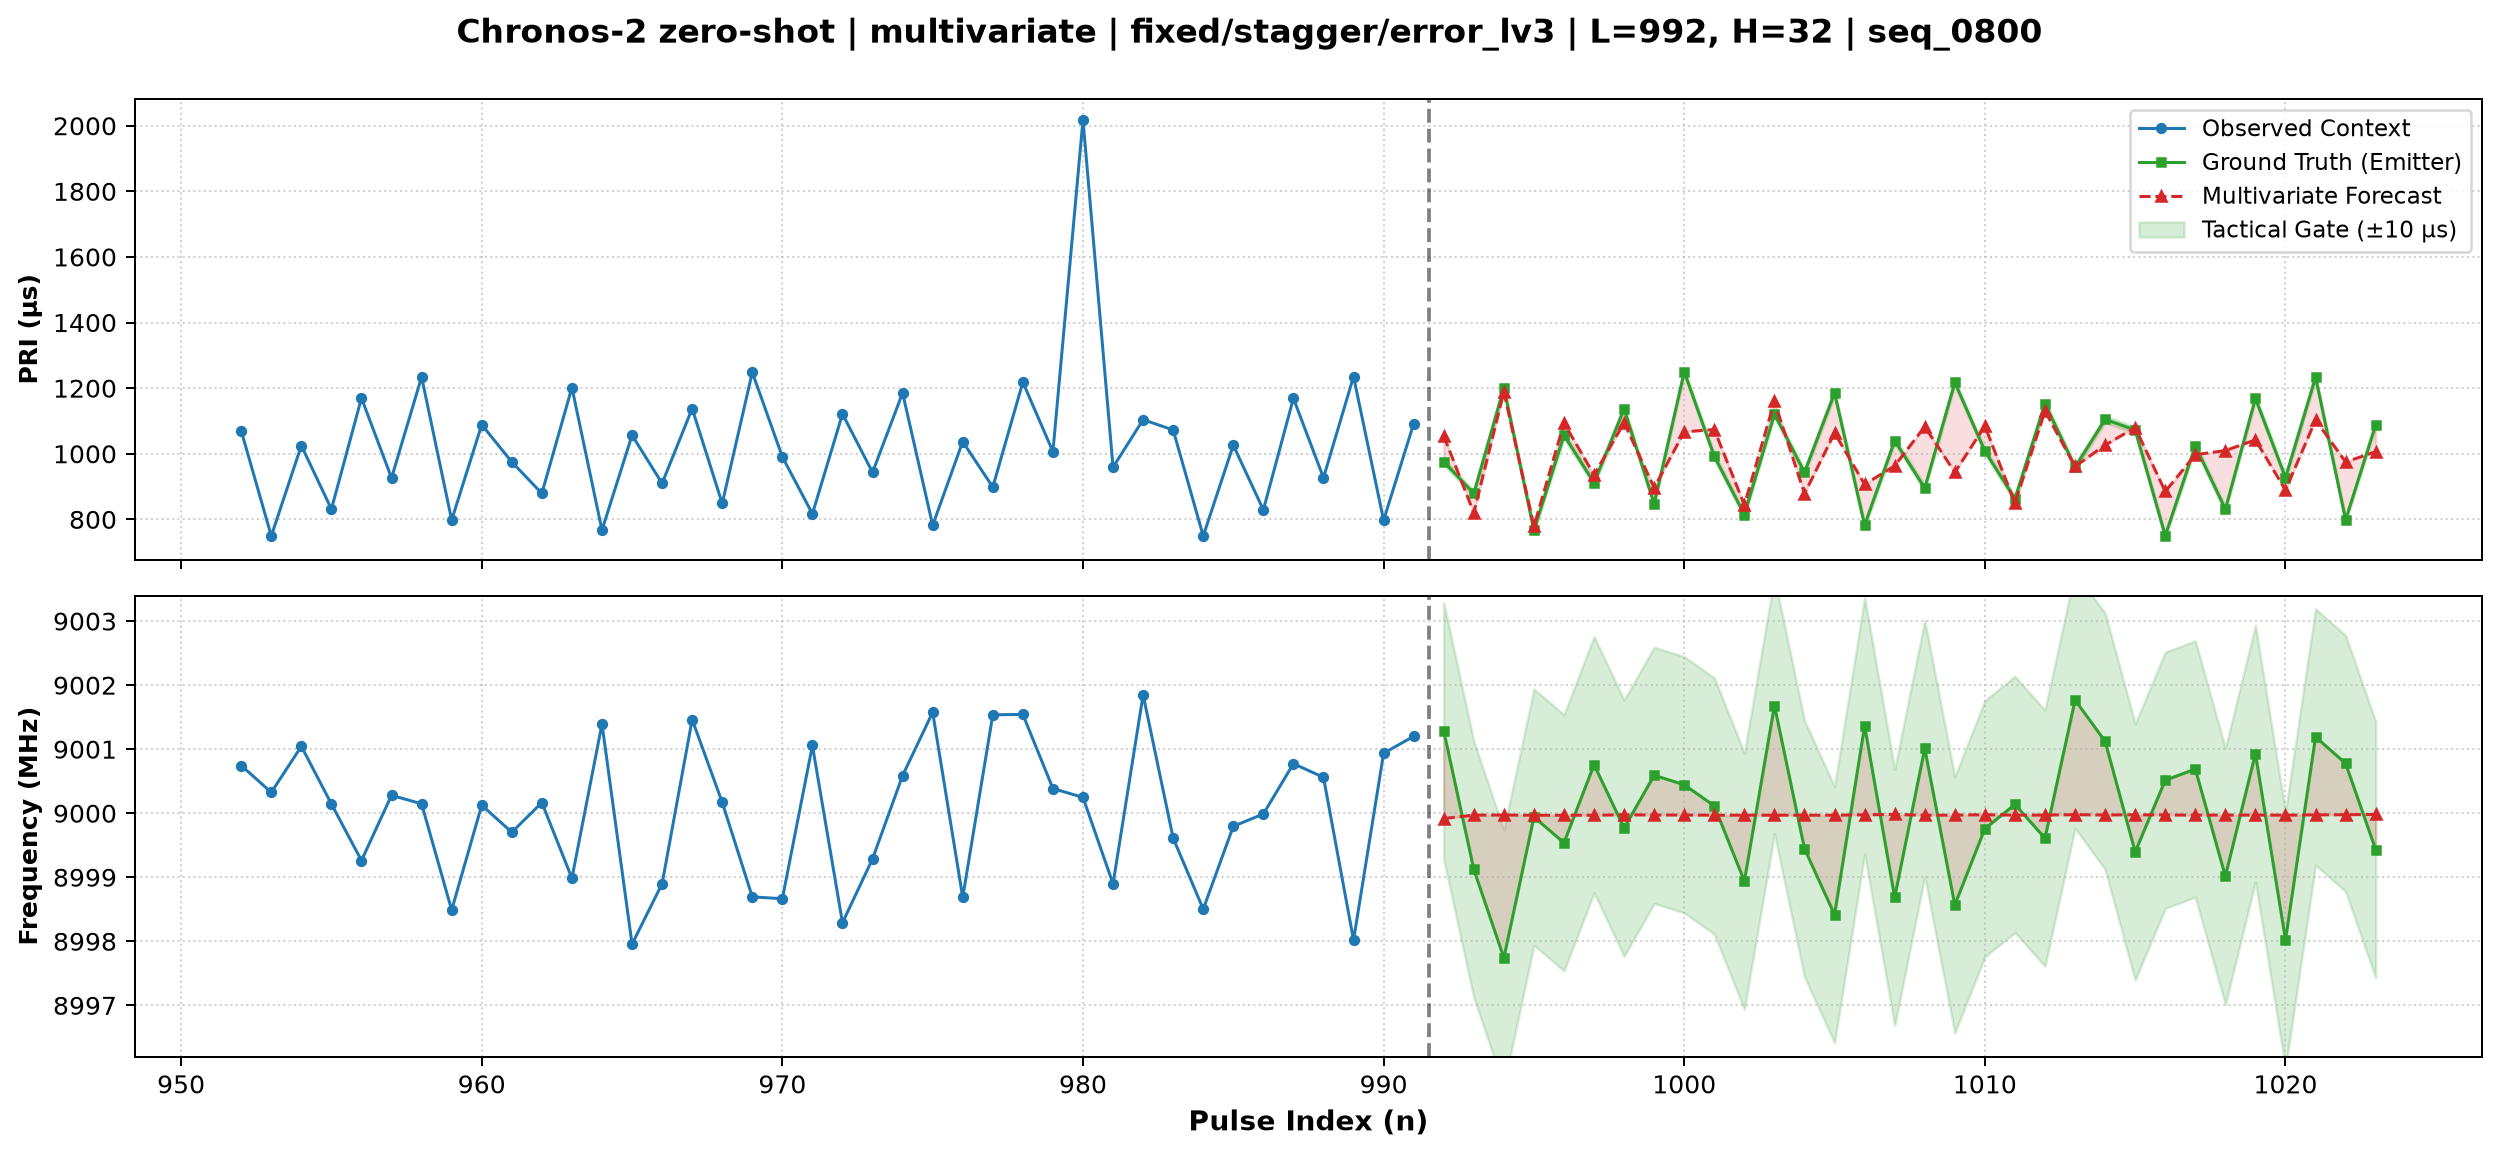 Chronos-2 zero-shot | multivariate | fixed/stagger/error_lv3 | L=992, H=32 | seq_0800
PRI (µs)
2000
1800
1600
1400
1200
1000
800
Observed Context
Ground Truth (Emitter)
Multivariate Forecast
Tactical Gate (±10 µs)
Frequency (MHz)
9003
9002
9001
9000
8999
8998
8997
950 960 970 980 990 1000 1010 1020
Pulse Index (n)